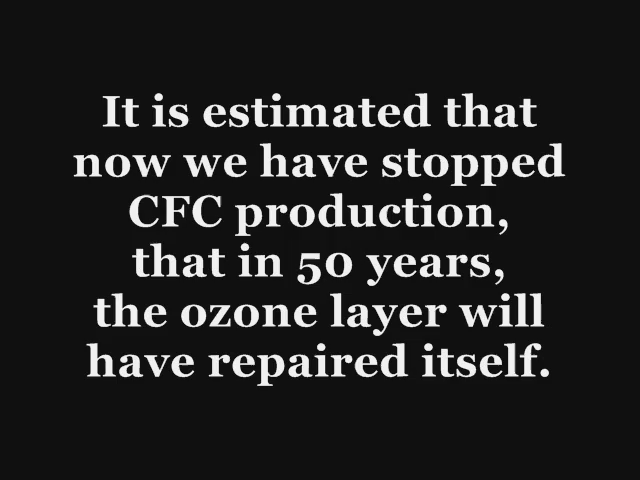 It is estimated that
now we have stopped
CFC production,
that in 50 years,
the ozone layer will
have repaired itself.